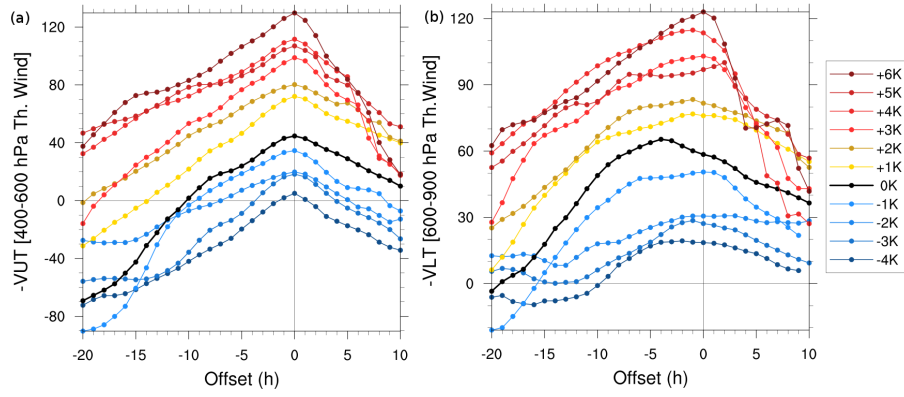 (a)
-VUT [400-600 hPa Th.Wind]
120
80
40
0
-40
-80
-20 -15 -10 -5 0 5 10
Offset (h)
(b)
-VLT [600-900 hPa Th.Wind]
120
90
60
30
0
-20 -15 -10 -5 0 5 10
Offset (h)
+6K
+5K
+4K
+3K
+2K
+1K
0K
-1K
-2K
-3K
-4K